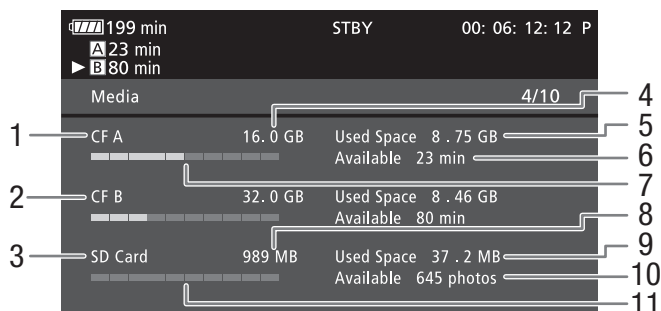 199 min STBY 00: 06: 12: 12 P
A 23 min
B 80 min
Media 4/10 4
1 CF A 16. 0 GB Used Space 8 . 75 GB 5
Available 23 min 6
7
2 CF B 32. 0 GB Used Space 8 . 46 GB
Available 80 min 8
3 SD Card 989 MB Used Space 37 . 2 MB 9
Available 645 photos 10
11